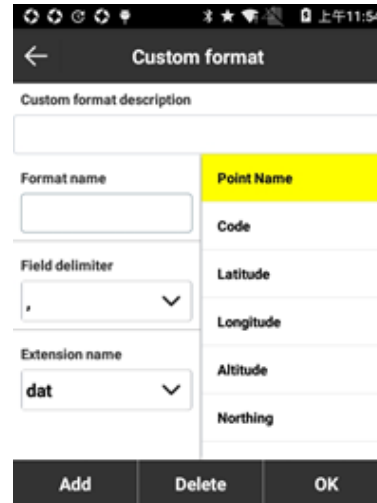 上午11:54
Custom format
Custom format description
Format name
Field delimiter
,
Extension name
dat
Point Name
Code
Latitude
Longitude
Altitude
Northing
Add
Delete
OK